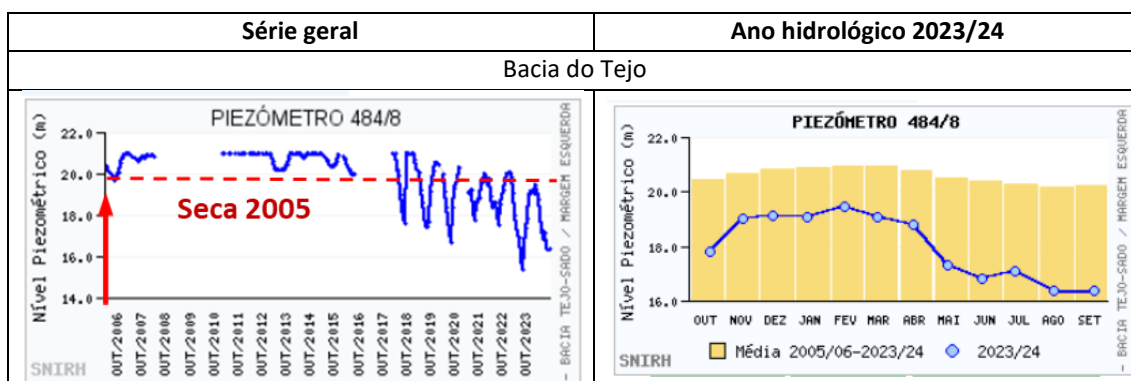 Série geral
Ano hidrológico 2023/24
Bacia do Tejo
PIEZÓMETRO 484/8
Nível Piezométrico (m)
22.0
20.0
18.0
16.0
14.0
Seca 2005
OUT.2006
OUT.2007
OUT.2008
OUT.2009
OUT.2010
OUT.2011
OUT.2012
OUT.2013
OUT.2014
OUT.2015
OUT.2016
OUT.2017
OUT.2018
OUT.2019
OUT.2020
OUT.2021
OUT.2022
OUT.2023
SNIRH
- BACIA TEJO-SADO / MARGEM ESQUERDA
PIEZÓMETRO 484/8
Nível Piezométrico (m)
22.0
20.0
18.0
16.0
OUT NOV DEZ JAN FEV MAR ABR MAI JUN JUL AGO SET
Média 2005/06-2023/24 2023/24
SNIRH
- BACIA TEJO-SADO / MARGEM ESQUERDA